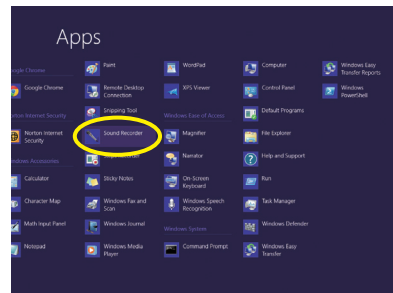 Apps
Google Chrome
Google Chrome
Norton Internet Security
Norton Internet
Security
Windows Accessories
Calculator
Character Map
Math Input Panel
Notepad
Paint
Remote Desktop
Connection
Snipping Tool
Sound Recorder
Sticky Notes
Windows Fax and
Scan
Windows Journal
Windows Media
Player
WordPad
XPS Viewer
Windows Ease of Access
Magnifier
Narrator
On-Screen
Keyboard
Windows Speech
Recognition
Windows System
Command Prompt
Computer
Control Panel
Default Programs
File Explorer
Help and Support
Run
Task Manager
Windows Defender
Windows Easy
Transfer
Windows Easy
Transfer Reports
Windows
PowerShell